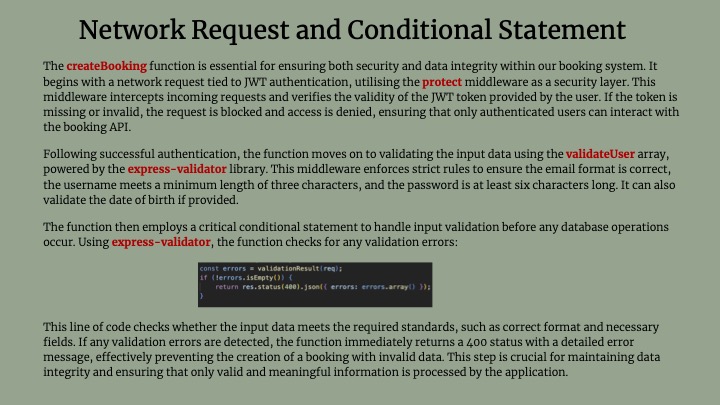 Network Request and Conditional Statement
The createBooking function is essential for ensuring both security and data integrity within our booking system. It
begins with a network request tied to JWT authentication, utilising the protect middleware as a security layer. This
middleware intercepts incoming requests and verifies the validity of the JWT token provided by the user. If the token is
missing or invalid, the request is blocked and access is denied, ensuring that only authenticated users can interact with
the booking API.
Following successful authentication, the function moves on to validating the input data using the validateUser array,
powered by the express-validator library. This middleware enforces strict rules to ensure the email format is correct,
the username meets a minimum length of three characters, and the password is at least six characters long. It can also
validate the date of birth if provided.
The function then employs a critical conditional statement to handle input validation before any database operations
occur. Using express-validator, the function checks for any validation errors:
const errors = validationResult(req);
if (!errors.isEmpty()) {
return res.status(400).json({ errors: errors.array() });
}
This line of code checks whether the input data meets the required standards, such as correct format and necessary
fields. If any validation errors are detected, the function immediately returns a 400 status with a detailed error
message, effectively preventing the creation of a booking with invalid data. This step is crucial for maintaining data
integrity and ensuring that only valid and meaningful information is processed by the application.